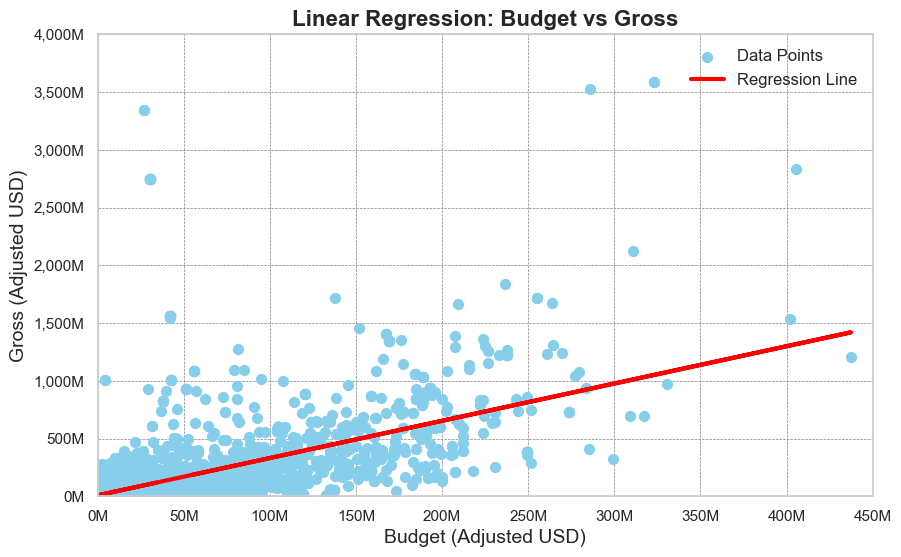 Linear Regression: Budget vs Gross
4,000M
3,500M
3,000M
2,500M
2,000M
1,500M
1,000M
500M
0M
Gross (Adjusted USD)
Data Points
Regression Line
0M 50M 100M 150M 200M 250M 300M 350M 400M 450M
Budget (Adjusted USD)